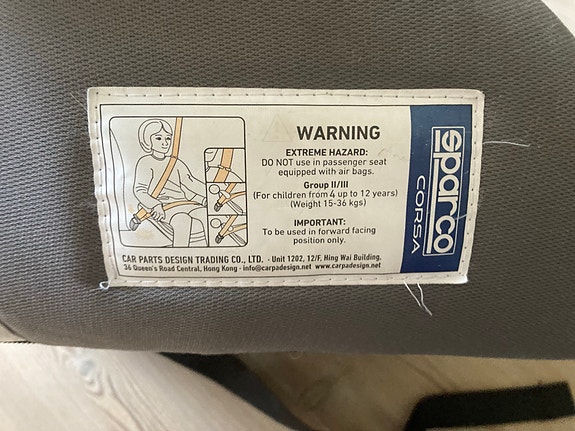 WARNING
EXTREME HAZARD:
DO NOT use in passenger seat
equipped with air bags.
Group II/III
(For children from 4 up to 12 years)
(Weight 15-36 kgs)
IMPORTANT:
To be used in forward facing
position only.
CAR PARTS DESIGN TRADING CO., LTD. · Unit 1202, 12/F, Hing Wai Building,
36 Queen's Road Central, Hong Kong · info@carpadesign.net www.carpadesign.net
sparco
CORSA